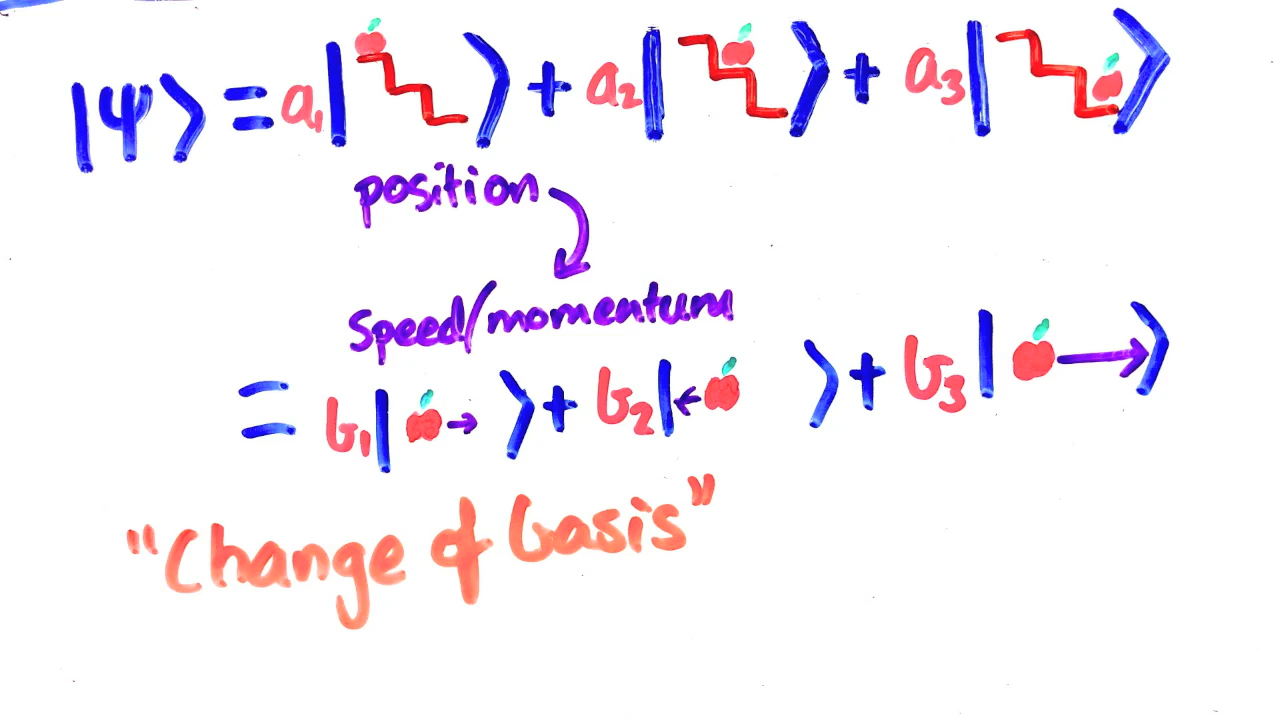 |ψ⟩ = a₁| ⟩ + a₂| ⟩ + a₃| ⟩
position
speed/momentum
= b₁| → ⟩ + b₂| ← ⟩ + b₃| → ⟩
"Change of basis"